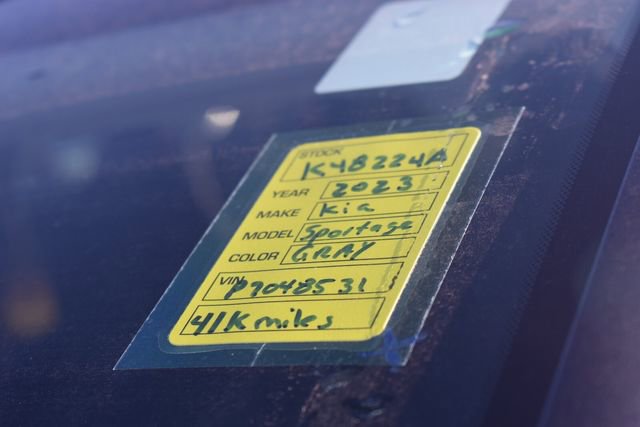 STOCK
K48224A
YEAR 2023
MAKE Kia
MODEL Sportage
COLOR GRAY
VIN P7048531
41K miles